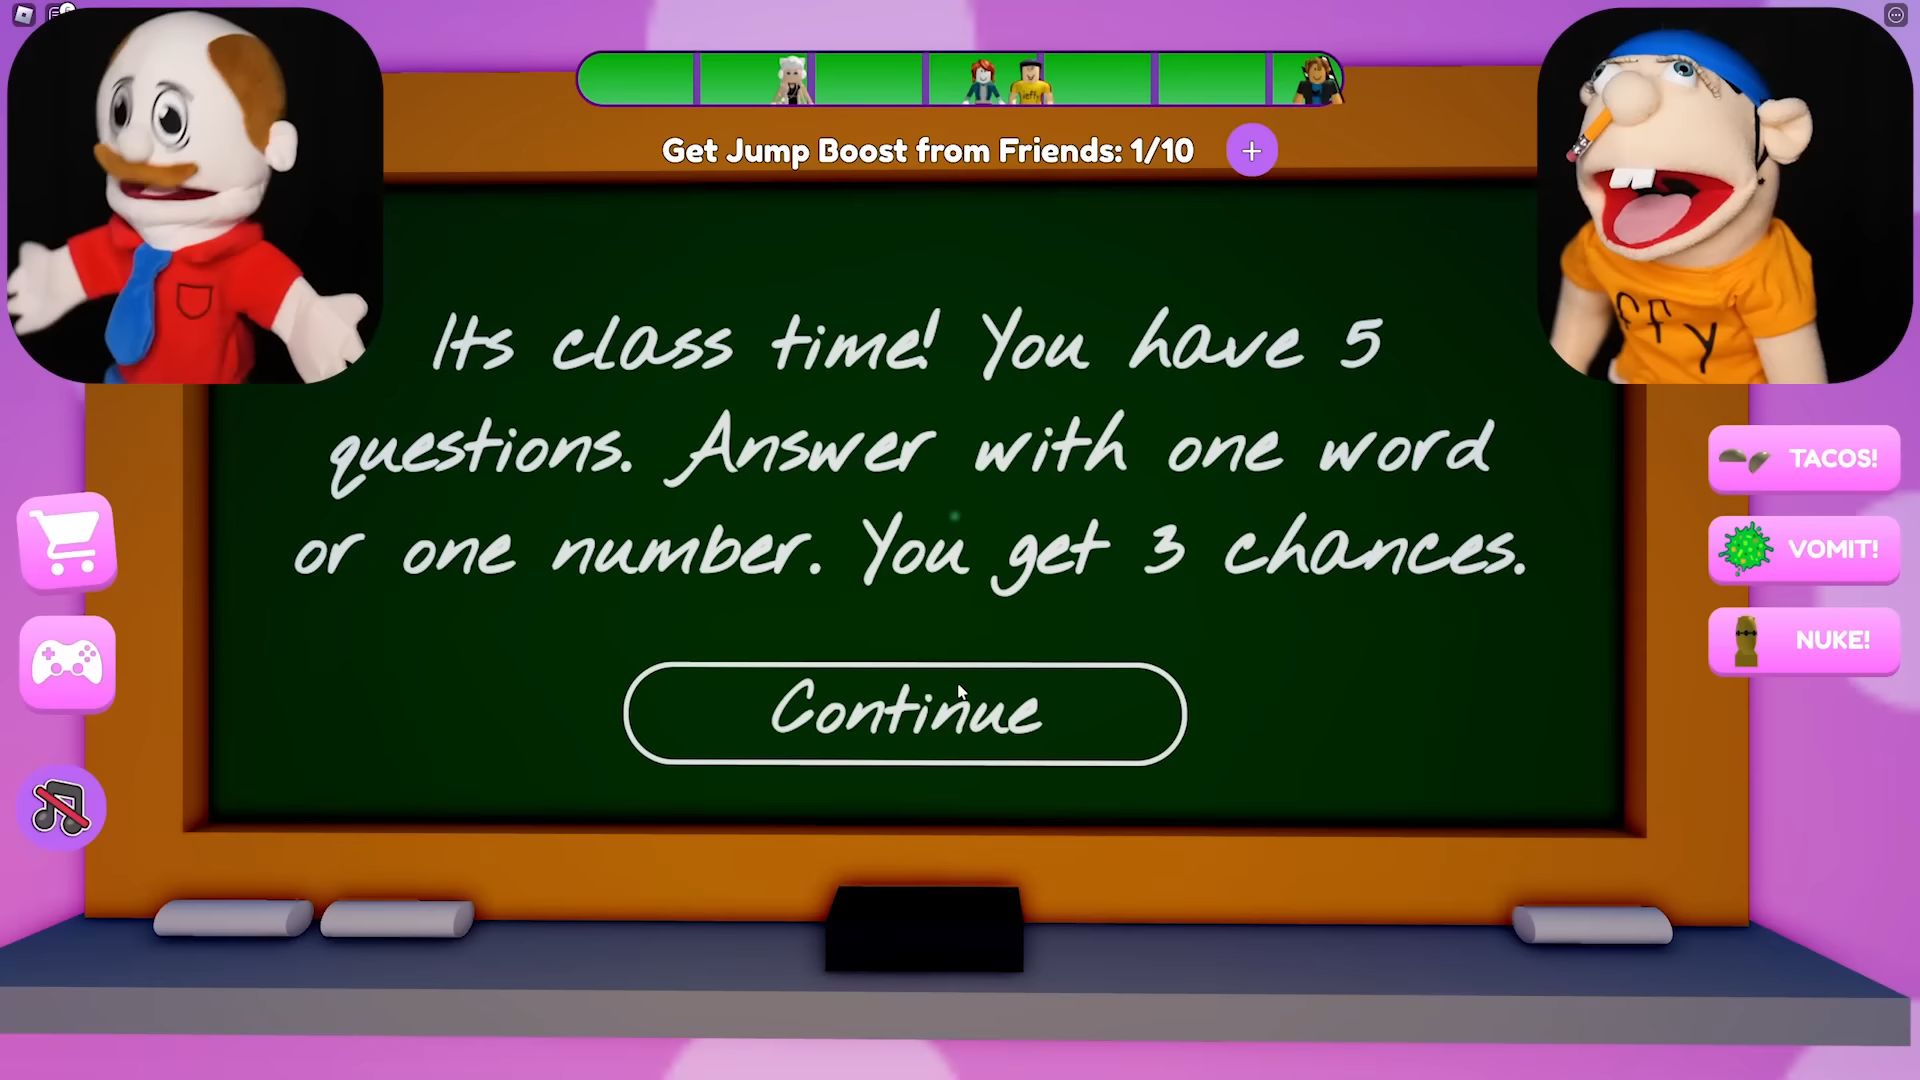 Get Jump Boost from Friends: 1/10
+
Its class time! You have 5
questions. Answer with one word
or one number. You get 3 chances.
Continue
TACOS!
VOMIT!
NUKE!
ffy